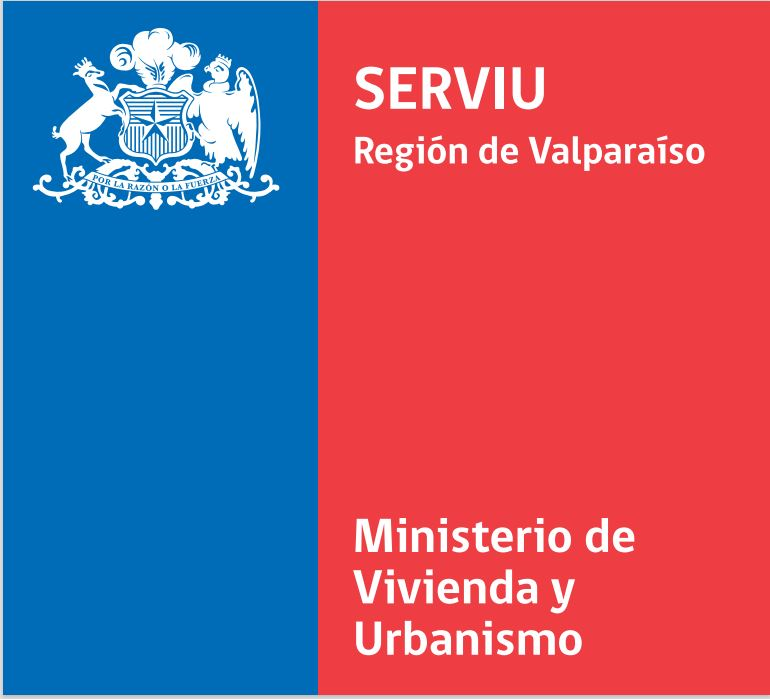 POR LA RAZÓN O LA FUERZA
SERVIU
Región de Valparaíso
Ministerio de
Vivienda y
Urbanismo